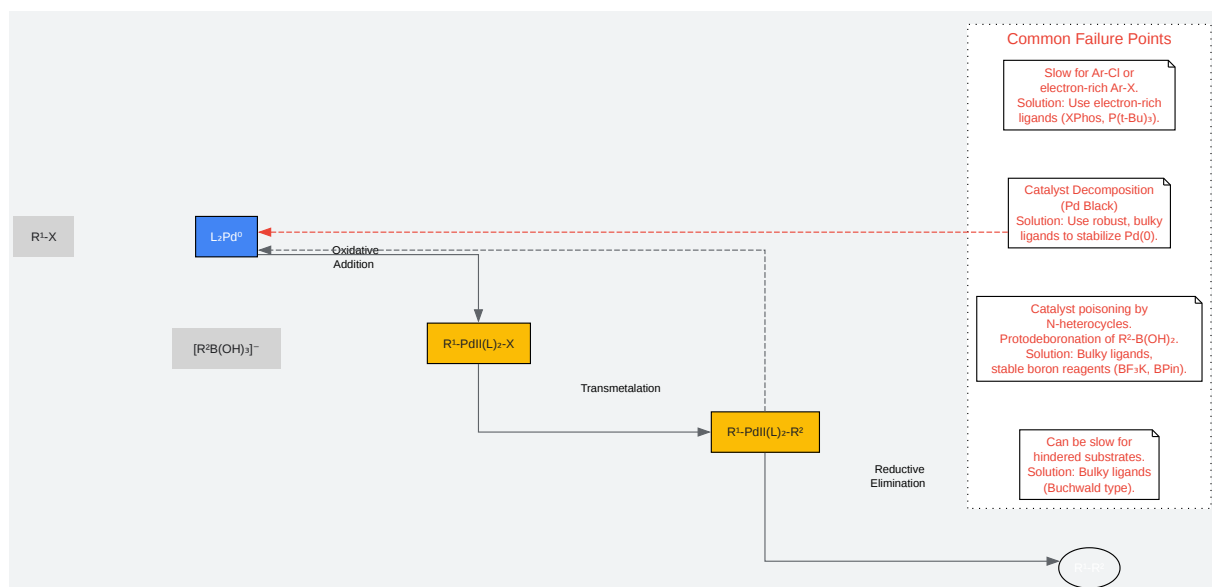 Common Failure Points
Slow for Ar-Cl or
electron-rich Ar-X.
Solution: Use electron-rich
ligands (XPhos, P(t-Bu)₃).
Catalyst Decomposition
(Pd Black)
Solution: Use robust, bulky
ligands to stabilize Pd(0).
R¹-X
L₂Pd⁰
Oxidative
Addition
Catalyst poisoning by
N-heterocycles.
Protodeboronation of R²-B(OH)₂.
Solution: Bulky ligands,
stable boron reagents (BF₃K, BPin).
[R²B(OH)₃]⁻
R¹-PdII(L)₂-X
Transmetalation
R¹-PdII(L)₂-R²
Can be slow for
hindered substrates.
Solution: Bulky ligands
(Buchwald type).
Reductive
Elimination
R¹-R²